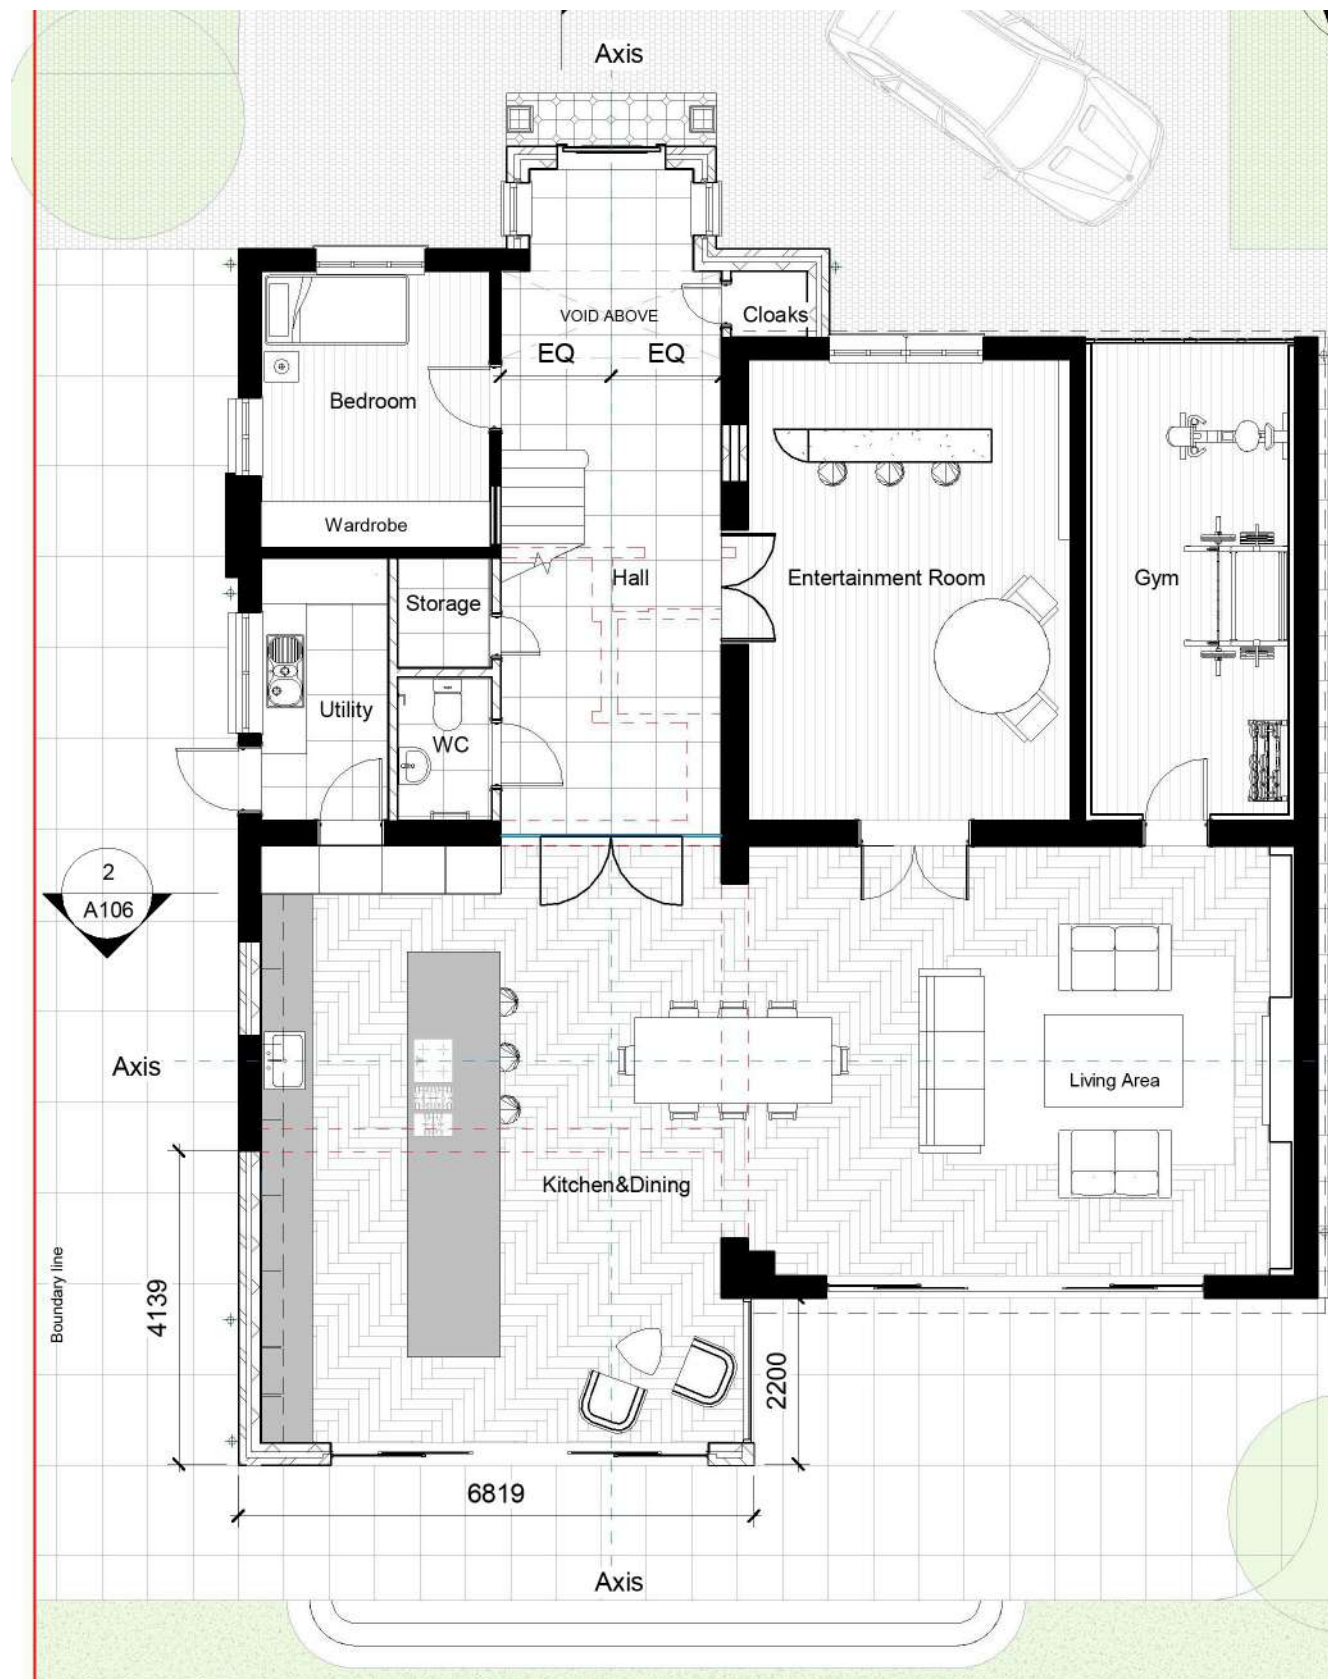 Axis
VOID ABOVE
Cloaks
EQ
EQ
Bedroom
Wardrobe
Hall
Entertainment Room
Gym
Storage
Utility
WC
2
A106
Axis
Living Area
Kitchen&Dining
Boundary line
4139
2200
6819
Axis